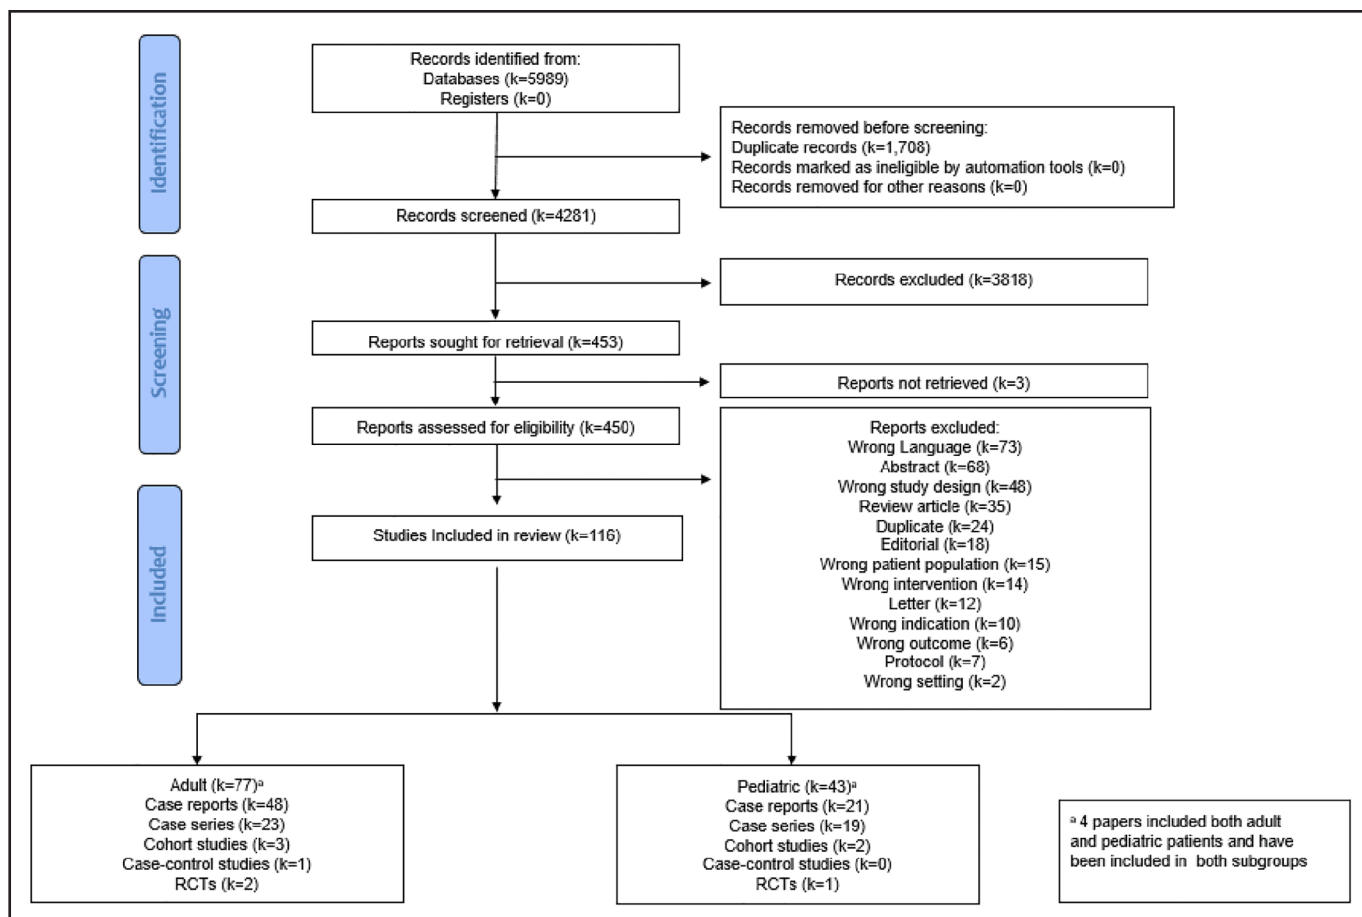 Identification
Records identified from:
Databases (k=5989)
Registers (k=0)
Records removed before screening:
Duplicate records (k=1,708)
Records marked as ineligible by automation tools (k=0)
Records removed for other reasons (k=0)
Records screened (k=4281)
Screening
Records excluded (k=3818)
Reports sought for retrieval (k=453)
Reports not retrieved (k=3)
Reports assessed for eligibility (k=450)
Reports excluded:
Wrong Language (k=73)
Abstract (k=68)
Wrong study design (k=48)
Review article (k=35)
Duplicate (k=24)
Editorial (k=18)
Wrong patient population (k=15)
Wrong intervention (k=14)
Letter (k=12)
Wrong indication (k=10)
Wrong outcome (k=6)
Protocol (k=7)
Wrong setting (k=2)
Included
Studies Included in review (k=116)
Adult (k=77)ᵃ
Case reports (k=48)
Case series (k=23)
Cohort studies (k=3)
Case-control studies (k=1)
RCTs (k=2)
Pediatric (k=43)ᵃ
Case reports (k=21)
Case series (k=19)
Cohort studies (k=2)
Case-control studies (k=0)
RCTs (k=1)
ᵃ 4 papers included both adult
and pediatric patients and have
been included in both subgroups